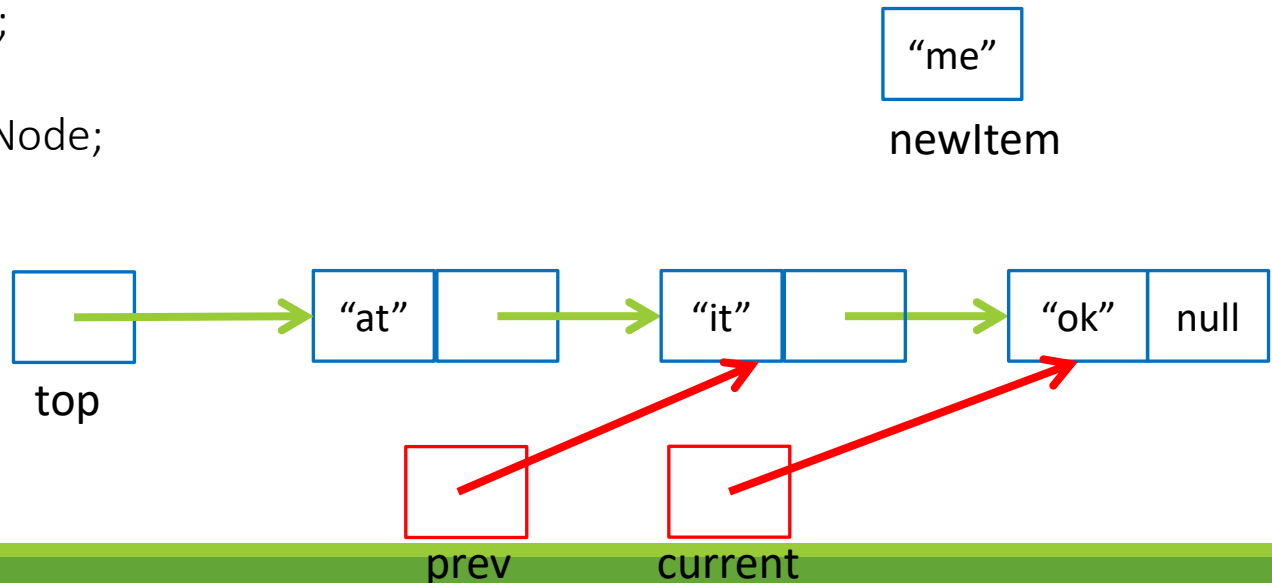 ;
“me”
Node;
newItem
“at”
“it”
“ok”
null
top
prev
current